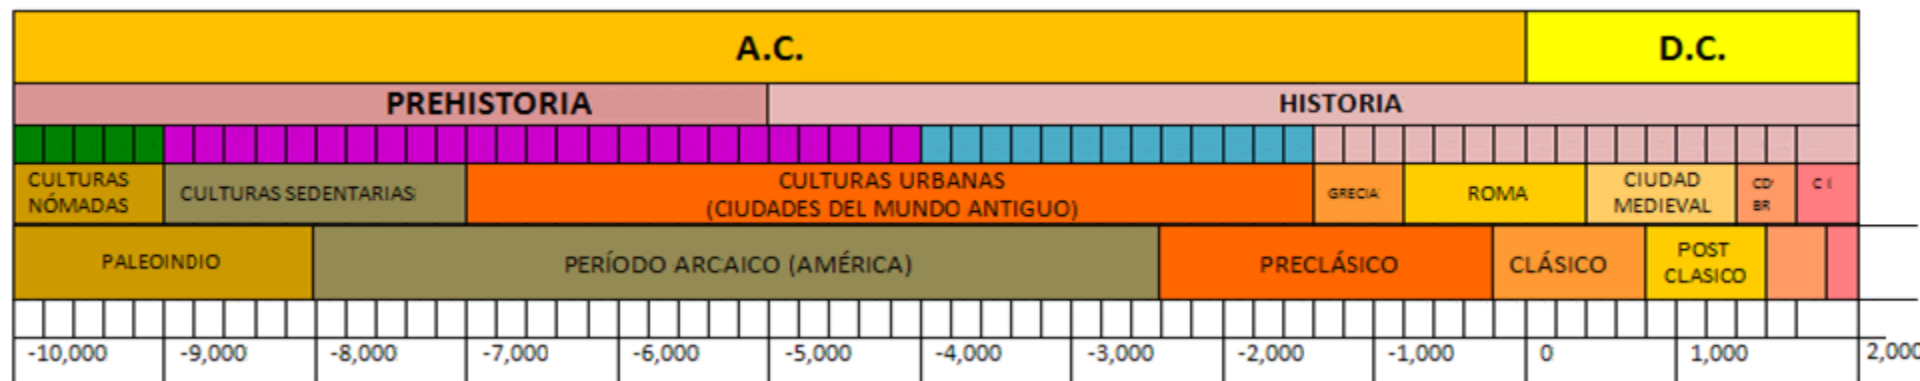 A.C.
D.C.
PREHISTORIA
HISTORIA
CULTURAS
NÓMADAS
CULTURAS SEDENTARIAS
CULTURAS URBANAS
(CIUDADES DEL MUNDO ANTIGUO)
GRECIA
ROMA
CIUDAD
MEDIEVAL
CD
BR
PALEOINDIO
PERÍODO ARCAICO (AMÉRICA)
PRECLÁSICO
CLÁSICO
POST
CLASICO
-10,000
-9,000
-8,000
-7,000
-6,000
-5,000
-4,000
-3,000
-2,000
-1,000
0
1,000
2,000